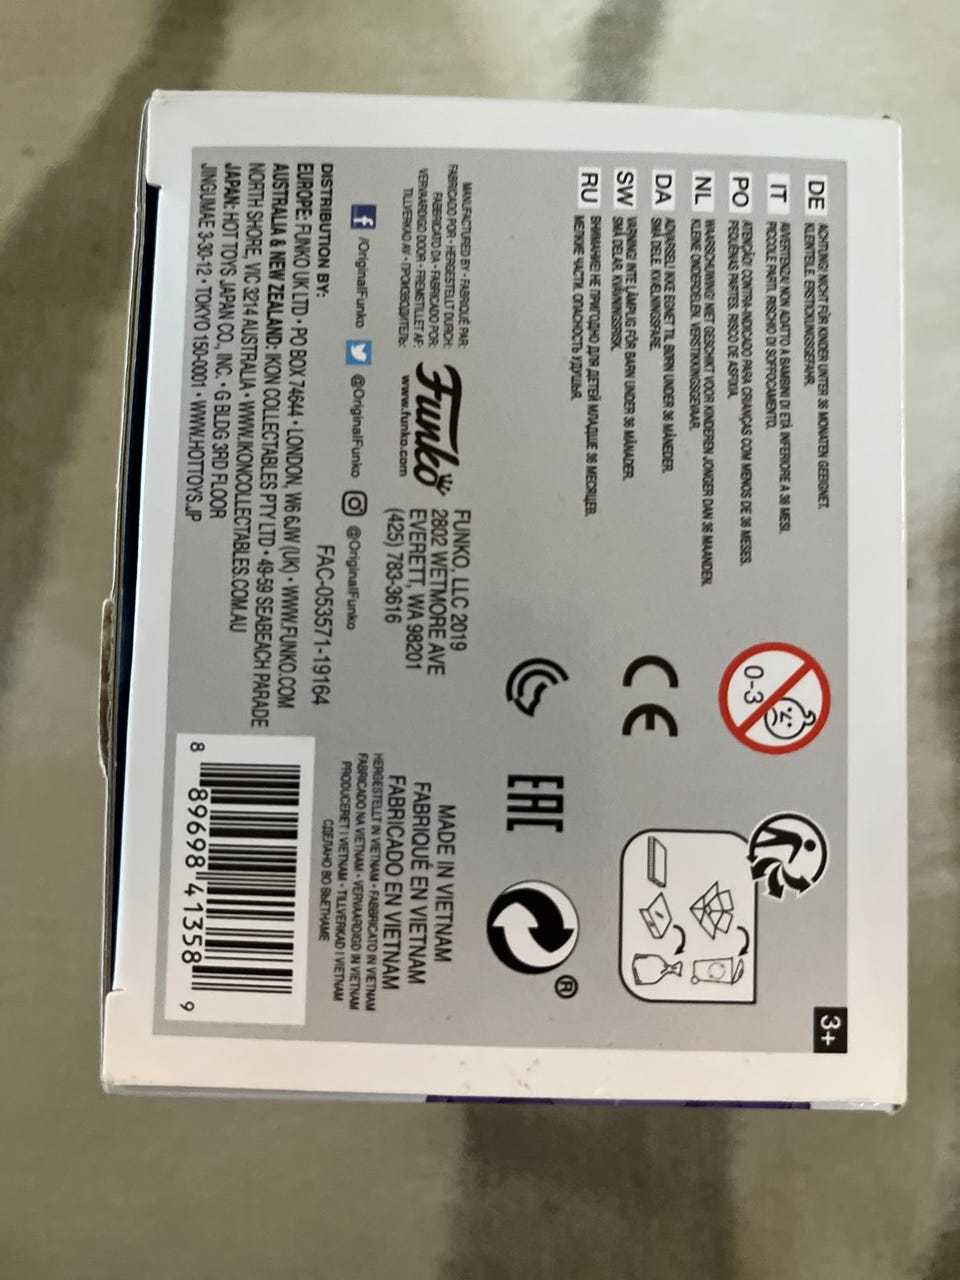 3+
DE ACHTUNG! NICHT FÜR KINDER UNTER 36 MONATEN GEEIGNET.
KLEINTEILE. ERSTICKUNGSGEFAHR.
IT AVVERTENZA! NON ADATTO A BAMBINI DI ETÀ INFERIORE A 36 MESI.
PICCOLE PARTI. RISCHIO DI SOFFOCAMENTO.
PO ATENÇÃO! CONTRA-INDICADO PARA CRIANÇAS COM MENOS DE 36 MESES.
PEQUENAS PARTES. RISCO DE ASFIXIA.
NL WAARSCHUWING! NIET GESCHIKT VOOR KINDEREN JONGER DAN 36 MAANDEN.
KLEINE ONDERDELEN. VERSTIKKINGSGEVAAR.
DA ADVARSEL! IKKE EGNET TIL BØRN UNDER 36 MÅNEDER.
SMÅ DELE. KVÆLNINGSFARE.
SW VARNING! INTE LÄMPLIG FÖR BARN UNDER 36 MÅNADER.
SMÅ DELAR. KVÄVNINGSRISK.
RU ВНИМАНИЕ! НЕ ПРИГОДНО ДЛЯ ДЕТЕЙ МЛАДШЕ 36 МЕСЯЦЕВ.
МЕЛКИЕ ЧАСТИ. ОПАСНОСТЬ УДУШЬЯ.
0-3
CE
EAC
®
MANUFACTURED BY • FABRIQUÉ PAR:
FABRICADO POR • HERGESTELLT DURCH:
FABBRICATO DA • FABRICADO POR:
VERVAARDIGD DOOR • FREMSTILLET AF:
TILLVERKAD AV • ПРОИЗВОДИТЕЛЬ:
Funko
www.funko.com
FUNKO, LLC 2019
2802 WETMORE AVE
EVERETT, WA 98201
(425) 783-3616
MADE IN VIETNAM
FABRIQUÉ EN VIETNAM
FABRICADO EN VIETNAM
HERGESTELLT IN VIETNAM • FABBRICATO IN VIETNAM
FABRICADO NA VIETNAM • VERVAARDIGD IN VIETNAM
PRODUCERET I VIETNAM • TILLVERKAD I VIETNAM
СДЕЛАНО ВО ВЬЕТНАМЕ
f /OriginalFunko @OriginalFunko @OriginalFunko
FAC-053571-19164
DISTRIBUTION BY:
EUROPE: FUNKO UK LTD • PO BOX 74644 • LONDON, W6 6JW (UK) • WWW.FUNKO.COM
AUSTRALIA & NEW ZEALAND: IKON COLLECTABLES PTY LTD • 49-59 SEABEACH PARADE
NORTH SHORE, VIC 3214 AUSTRALIA • WWW.IKONCOLLECTABLES.COM.AU
JAPAN: HOT TOYS JAPAN CO., INC. • G BLDG 3RD FLOOR
JINGUMAE 3-30-12 • TOKYO 150-0001 • WWW.HOTTOYS.JP
8 89698 41358 9